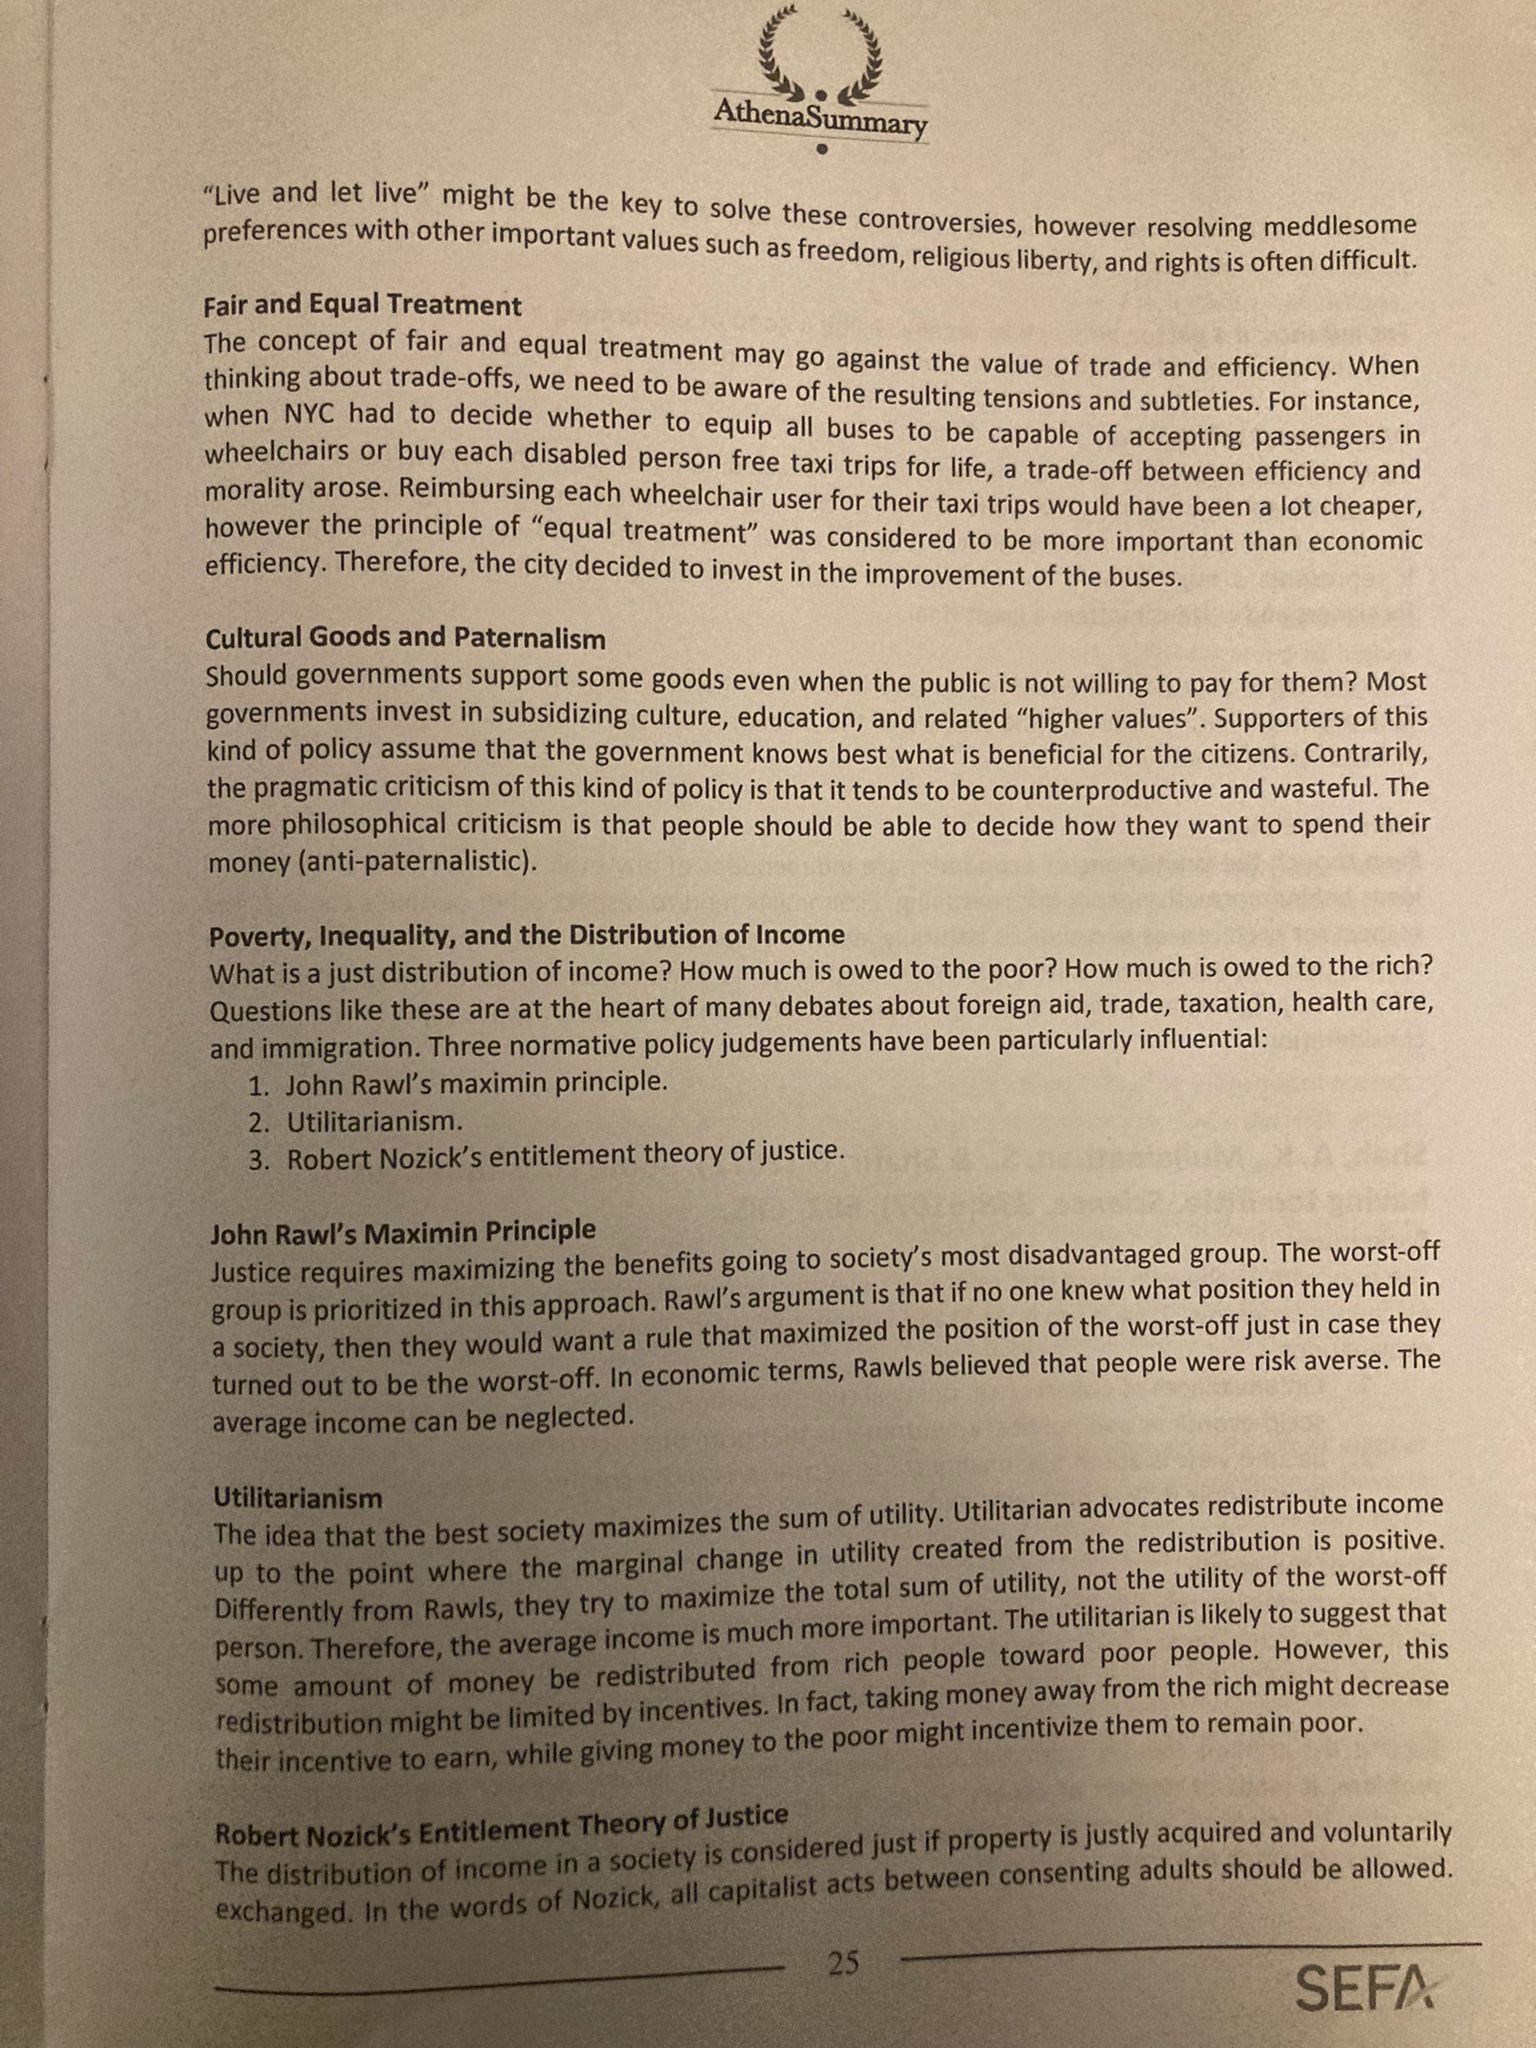 AthenaSummary
“Live and let live” might be the key to solve these controversies, however resolving meddlesome
preferences with other important values such as freedom, religious liberty, and rights is often difficult.
Fair and Equal Treatment
The concept of fair and equal treatment may go against the value of trade and efficiency. When
thinking about trade-offs, we need to be aware of the resulting tensions and subtleties. For instance,
when NYC had to decide whether to equip all buses to be capable of accepting passengers in
wheelchairs or buy each disabled person free taxi trips for life, a trade-off between efficiency and
morality arose. Reimbursing each wheelchair user for their taxi trips would have been a lot cheaper,
however the principle of “equal treatment” was considered to be more important than economic
efficiency. Therefore, the city decided to invest in the improvement of the buses.
Cultural Goods and Paternalism
Should governments support some goods even when the public is not willing to pay for them? Most
governments invest in subsidizing culture, education, and related “higher values”. Supporters of this
kind of policy assume that the government knows best what is beneficial for the citizens. Contrarily,
the pragmatic criticism of this kind of policy is that it tends to be counterproductive and wasteful. The
more philosophical criticism is that people should be able to decide how they want to spend their
money (anti-paternalistic).
Poverty, Inequality, and the Distribution of Income
What is a just distribution of income? How much is owed to the poor? How much is owed to the rich?
Questions like these are at the heart of many debates about foreign aid, trade, taxation, health care,
and immigration. Three normative policy judgements have been particularly influential:
1. John Rawl’s maximin principle.
2. Utilitarianism.
3. Robert Nozick’s entitlement theory of justice.
John Rawl’s Maximin Principle
Justice requires maximizing the benefits going to society’s most disadvantaged group. The worst-off
group is prioritized in this approach. Rawl’s argument is that if no one knew what position they held in
a society, then they would want a rule that maximized the position of the worst-off just in case they
turned out to be the worst-off. In economic terms, Rawls believed that people were risk averse. The
average income can be neglected.
Utilitarianism
The idea that the best society maximizes the sum of utility. Utilitarian advocates redistribute income
up to the point where the marginal change in utility created from the redistribution is positive.
Differently from Rawls, they try to maximize the total sum of utility, not the utility of the worst-off
person. Therefore, the average income is much more important. The utilitarian is likely to suggest that
some amount of money be redistributed from rich people toward poor people. However, this
redistribution might be limited by incentives. In fact, taking money away from the rich might decrease
their incentive to earn, while giving money to the poor might incentivize them to remain poor.
Robert Nozick’s Entitlement Theory of Justice
The distribution of income in a society is considered just if property is justly acquired and voluntarily
exchanged. In the words of Nozick, all capitalist acts between consenting adults should be allowed.
25
SEFA